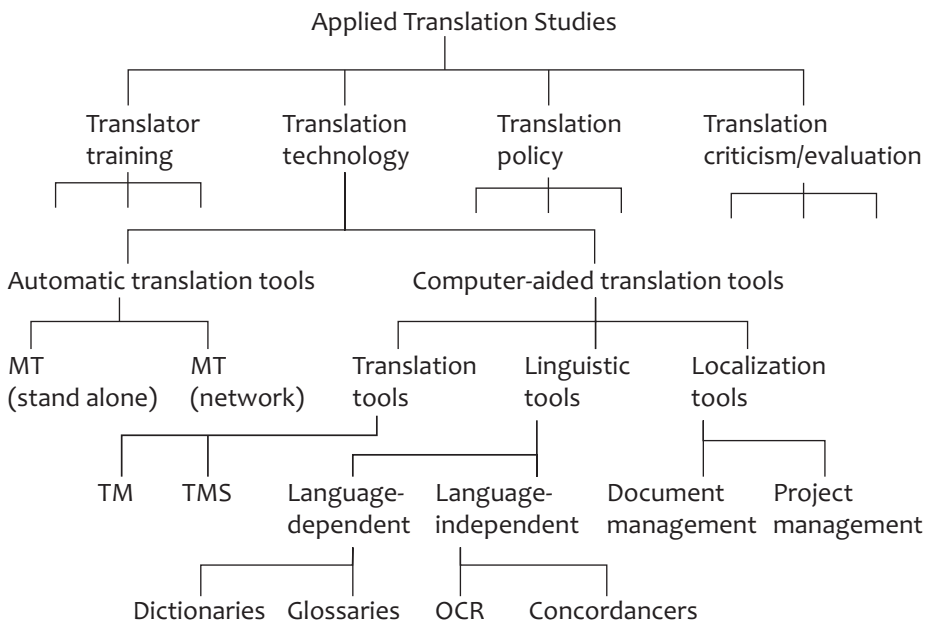 Applied Translation Studies
Translator
training
Translation
technology
Translation
policy
Translation
criticism/evaluation
Automatic translation tools
Computer-aided translation tools
MT
(stand alone)
MT
(network)
Translation
tools
Linguistic
tools
Localization
tools
TM
TMS
Language-
dependent
Language-
independent
Document
management
Project
management
Dictionaries
Glossaries
OCR
Concordancers